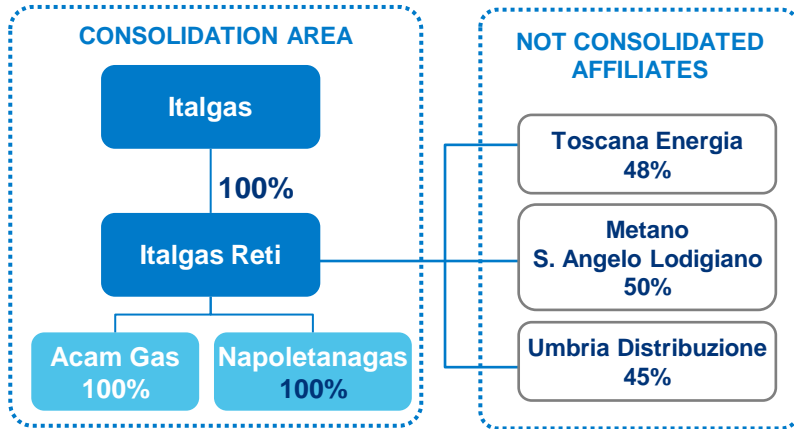 CONSOLIDATION AREA
Italgas
100%
Italgas Reti
Acam Gas
100%
Napoletanagas
100%
NOT CONSOLIDATED
AFFILIATES
Toscana Energia
48%
Metano
S. Angelo Lodigiano
50%
Umbria Distribuzione
45%